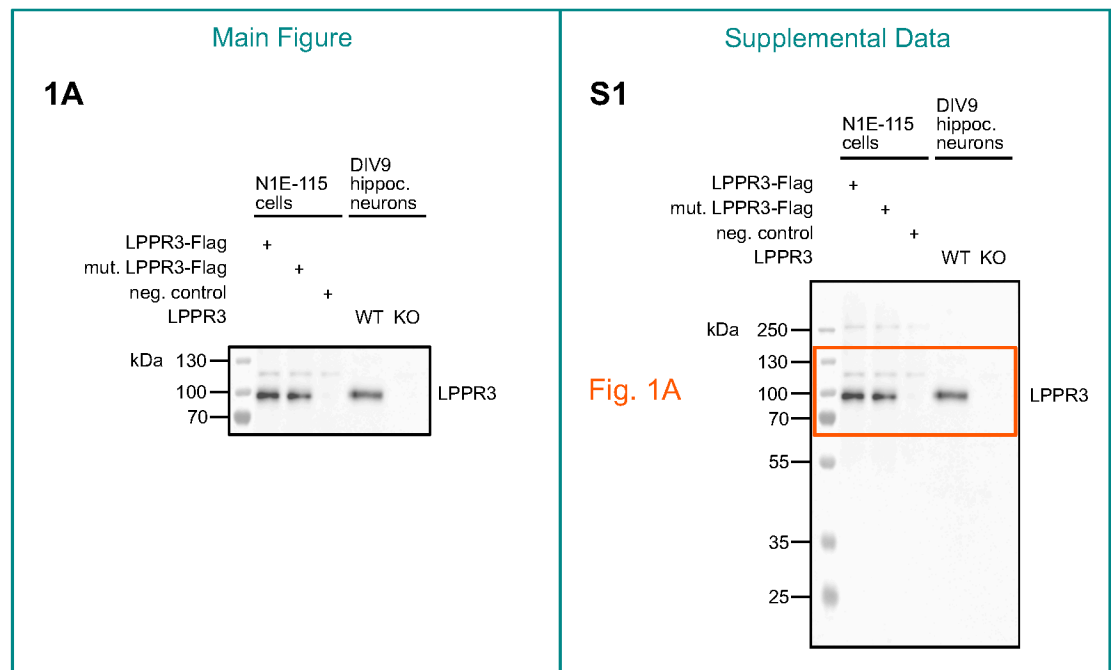 Main Figure
1A
N1E-115
cells
DIV9
hippoc.
neurons
LPPR3-Flag +
mut. LPPR3-Flag +
neg. control +
LPPR3 WT KO
kDa 130
100
70
LPPR3
Supplemental Data
S1
N1E-115
cells
DIV9
hippoc.
neurons
LPPR3-Flag +
mut. LPPR3-Flag +
neg. control +
LPPR3 WT KO
kDa 250
130
Fig. 1A
100
70
LPPR3
55
35
25